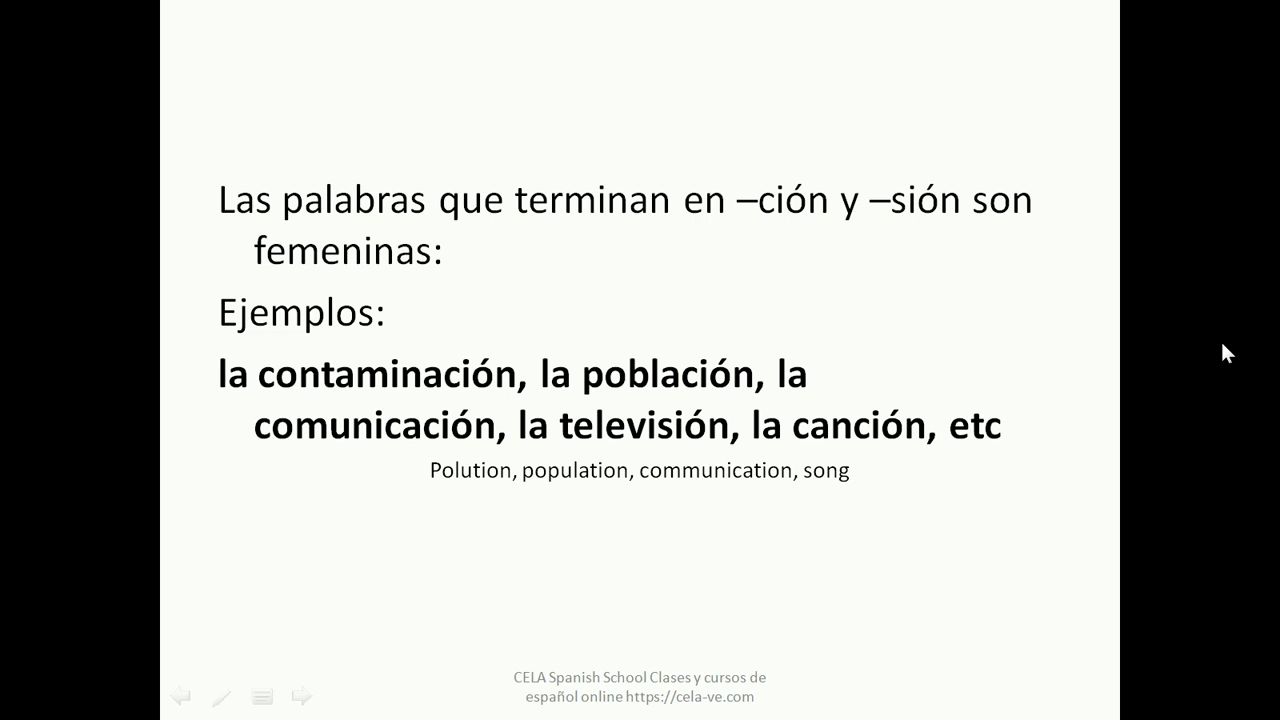 Las palabras que terminan en –ción y –sión son
femeninas:
Ejemplos:
la contaminación, la población, la
comunicación, la televisión, la canción, etc
Polution, population, communication, song
CELA Spanish School Clases y cursos de
español online https://cela-ve.com